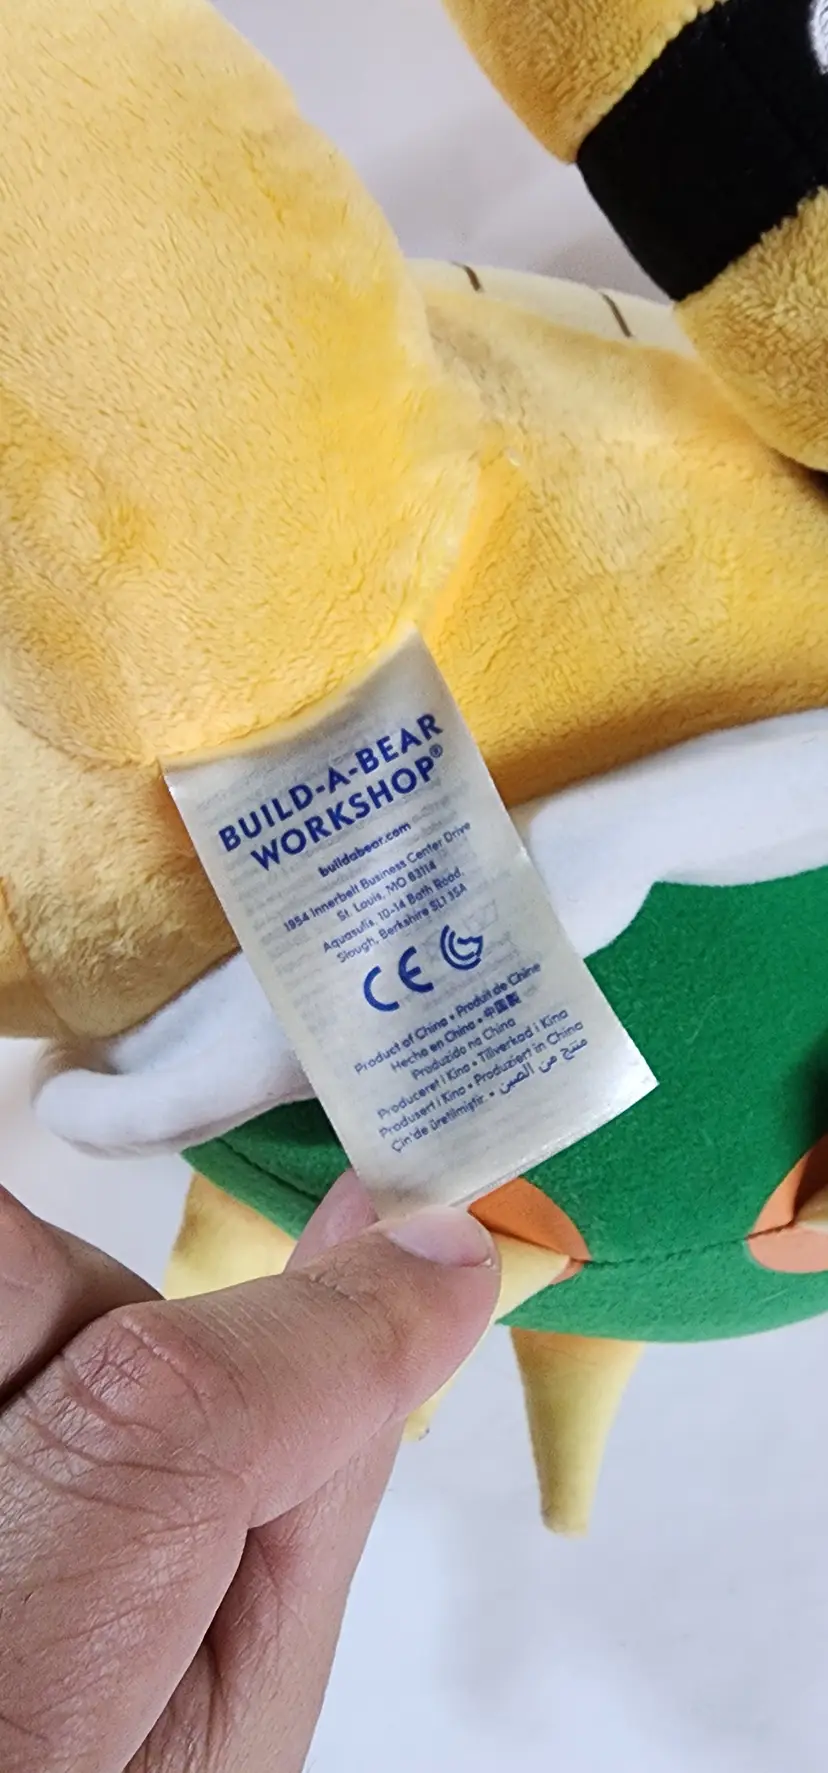 BUILD-A-BEAR
WORKSHOP®
buildabear.com
1954 Innerbelt Business Center Drive
St. Louis, MO 63114
Aquasulis, 10-14 Bath Road,
Slough, Berkshire SL1 3SA
CE
Product of China • Produit de Chine
Hecho en China • 中国製
Produzido na China
Produceret i Kina • Tillverkad i Kina
Produsert i Kina • Produziert in China
Çin'de üretilmiştir. • منتج من الصين